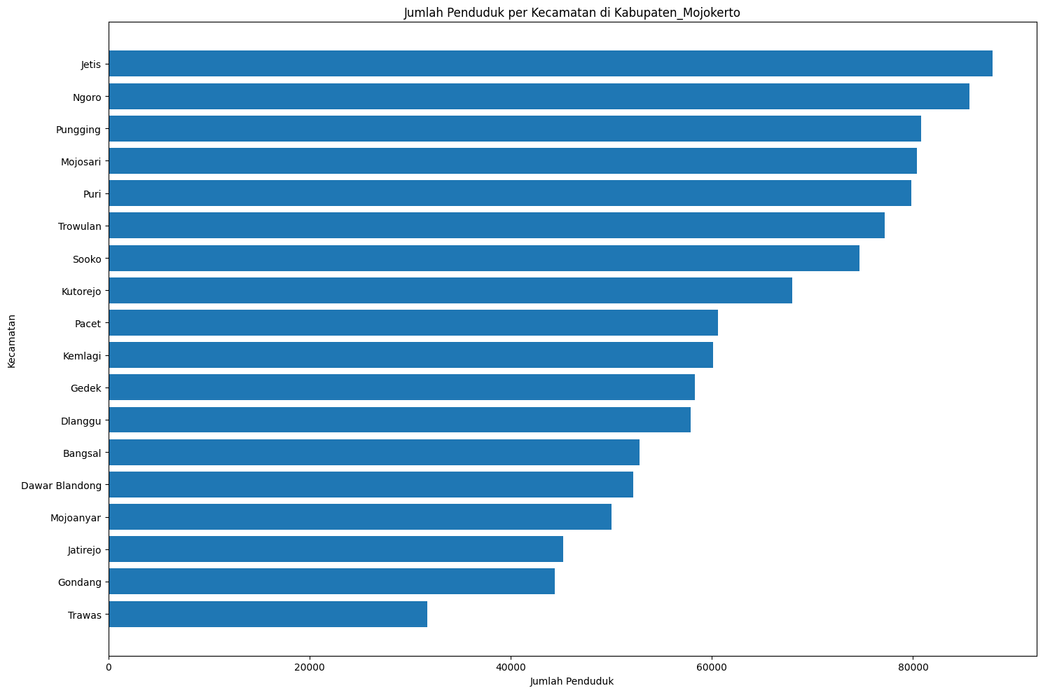 Jumlah Penduduk per Kecamatan di Kabupaten_Mojokerto
Kecamatan
Jetis
Ngoro
Pungging
Mojosari
Puri
Trowulan
Sooko
Kutorejo
Pacet
Kemlagi
Gedek
Dlanggu
Bangsal
Dawar Blandong
Mojoanyar
Jatirejo
Gondang
Trawas
0 20000 40000 60000 80000
Jumlah Penduduk